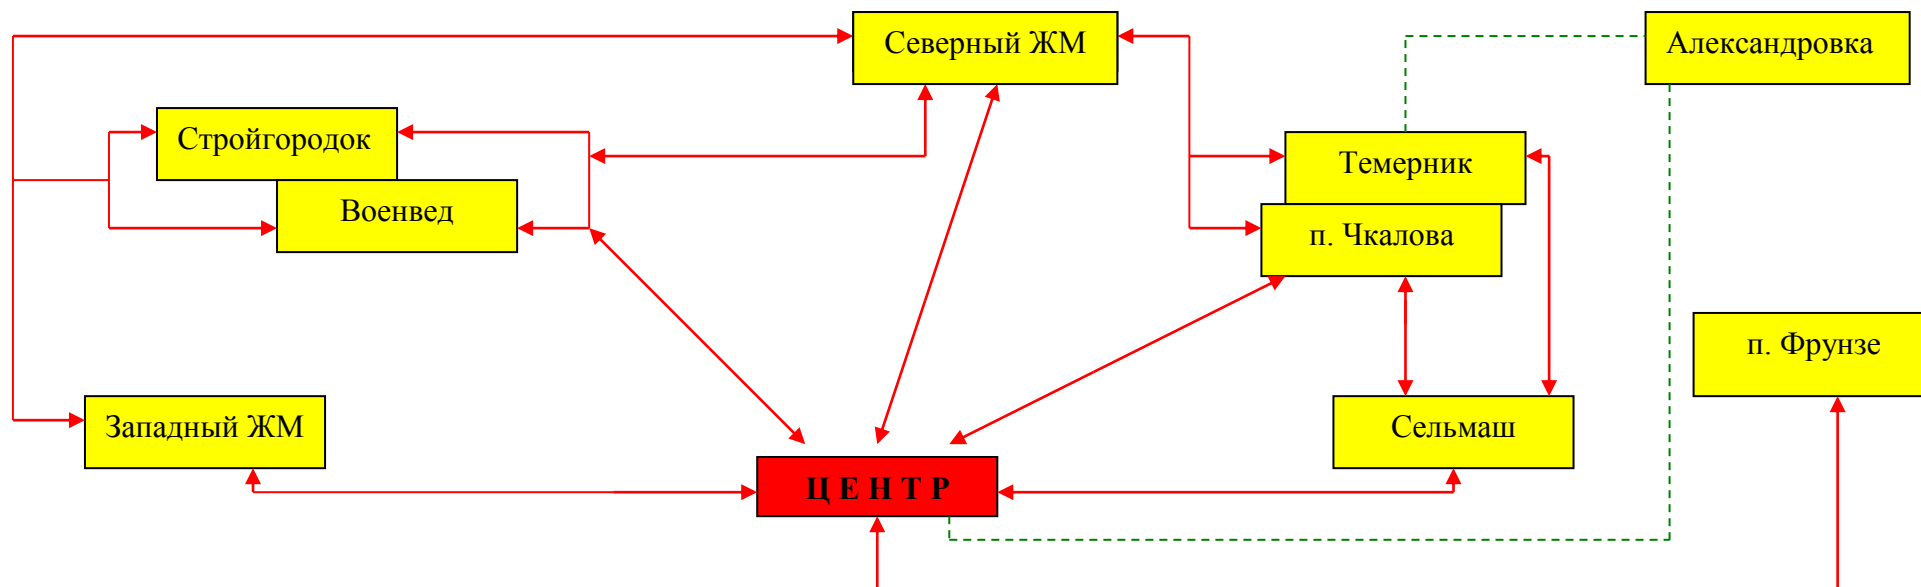 Северный ЖМ
Александровка
Стройгородок
Темерник
Военвед
п. Чкалова
п. Фрунзе
Западный ЖМ
Сельмаш
Ц Е Н Т Р